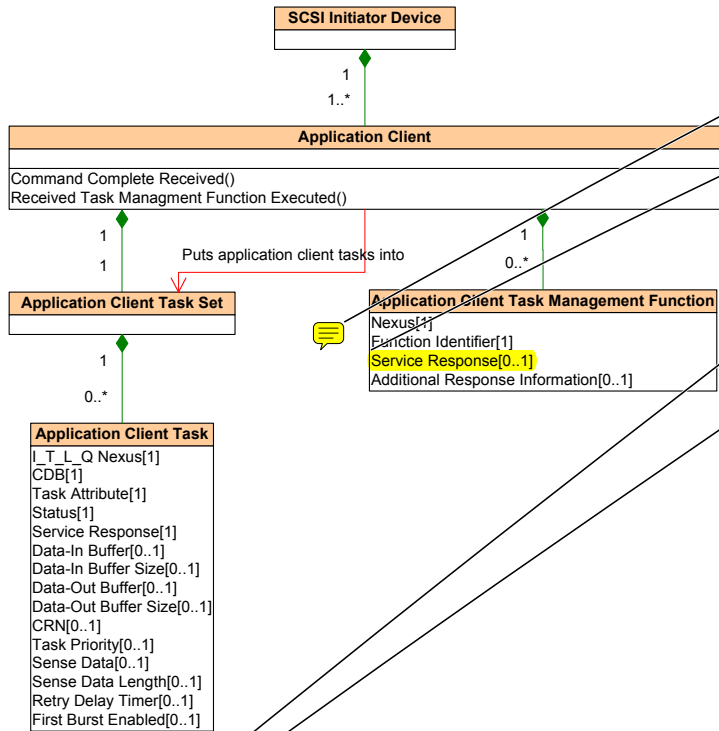 SCSI Initiator Device
1
1..*
Application Client
Command Complete Received()
Received Task Managment Function Executed()
1
1
Puts application client tasks into
1
0..*
Application Client Task Set
Application Client Task Management Function
Nexus[1]
Function Identifier[1]
Service Response[0..1]
Additional Response Information[0..1]
1
0..*
Application Client Task
I_T_L_Q Nexus[1]
CDB[1]
Task Attribute[1]
Status[1]
Service Response[1]
Data-In Buffer[0..1]
Data-In Buffer Size[0..1]
Data-Out Buffer[0..1]
Data-Out Buffer Size[0..1]
CRN[0..1]
Task Priority[0..1]
Sense Data[0..1]
Sense Data Length[0..1]
Retry Delay Timer[0..1]
First Burst Enabled[0..1]